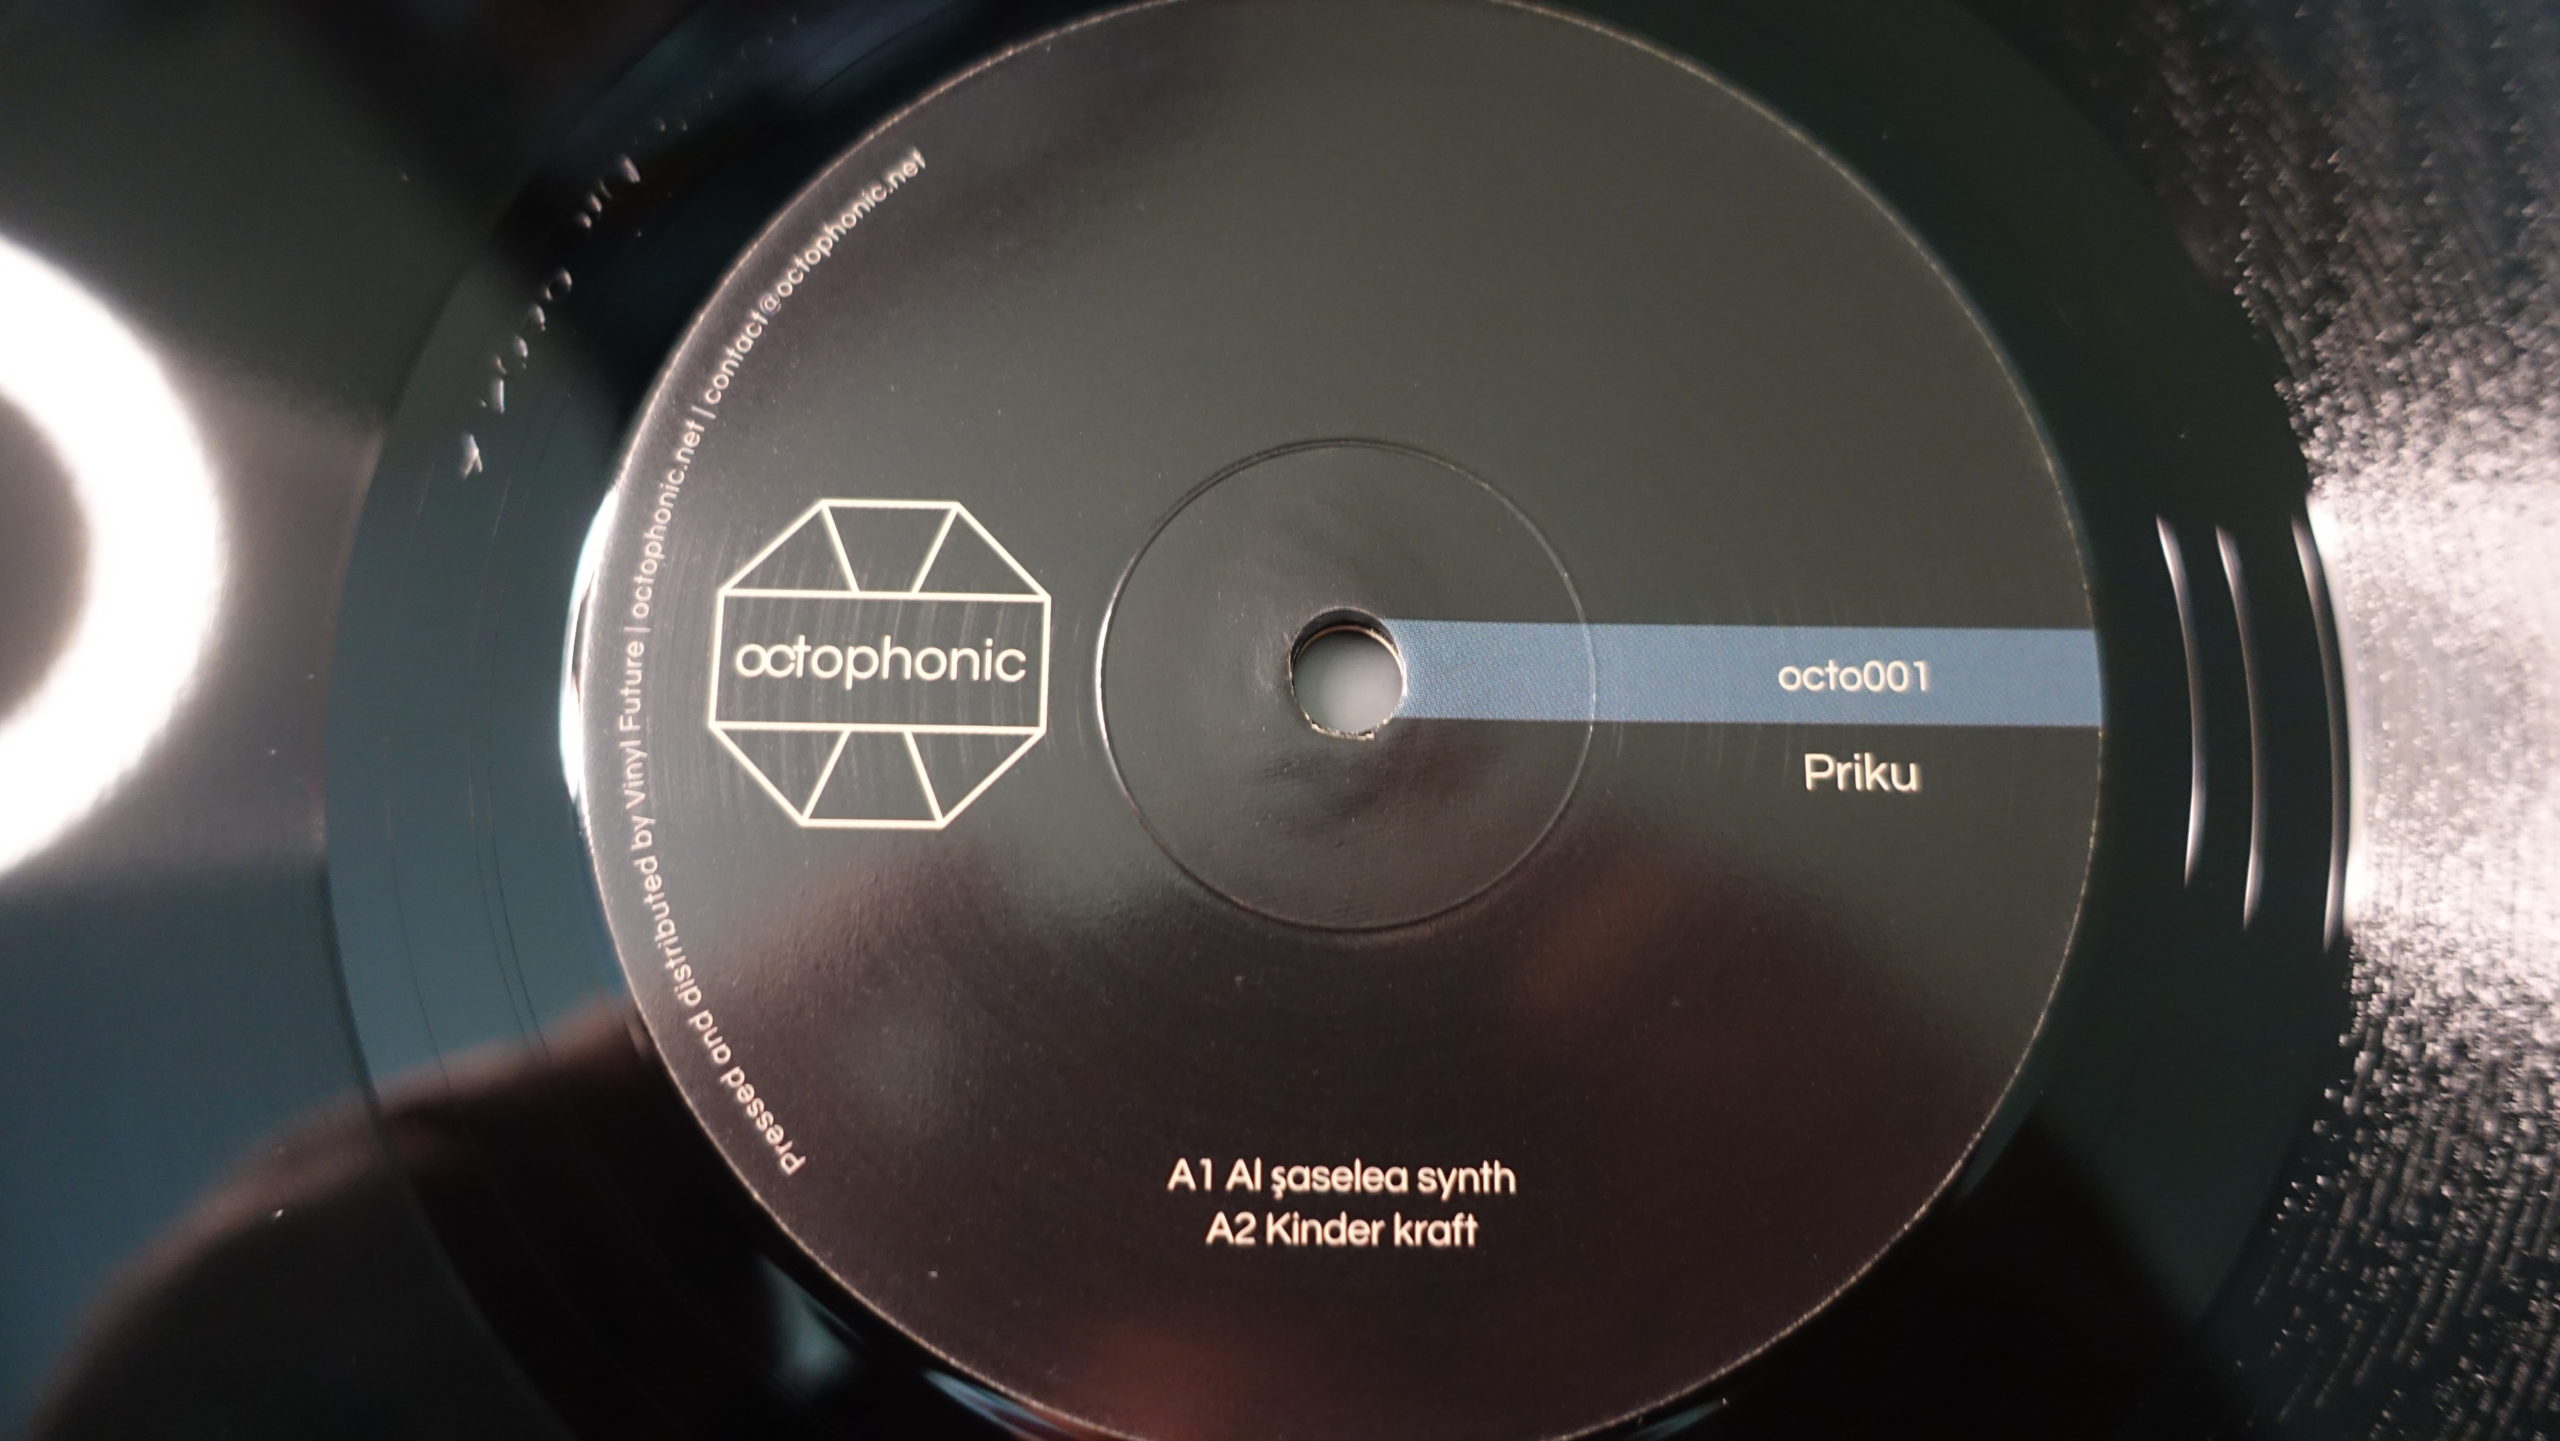 octophonic
octo001
Priku
A1 Al şaselea synth
A2 Kinder kraft
Pressed and distributed by Vinyl Future | octophonic.net | contact@octophonic.net